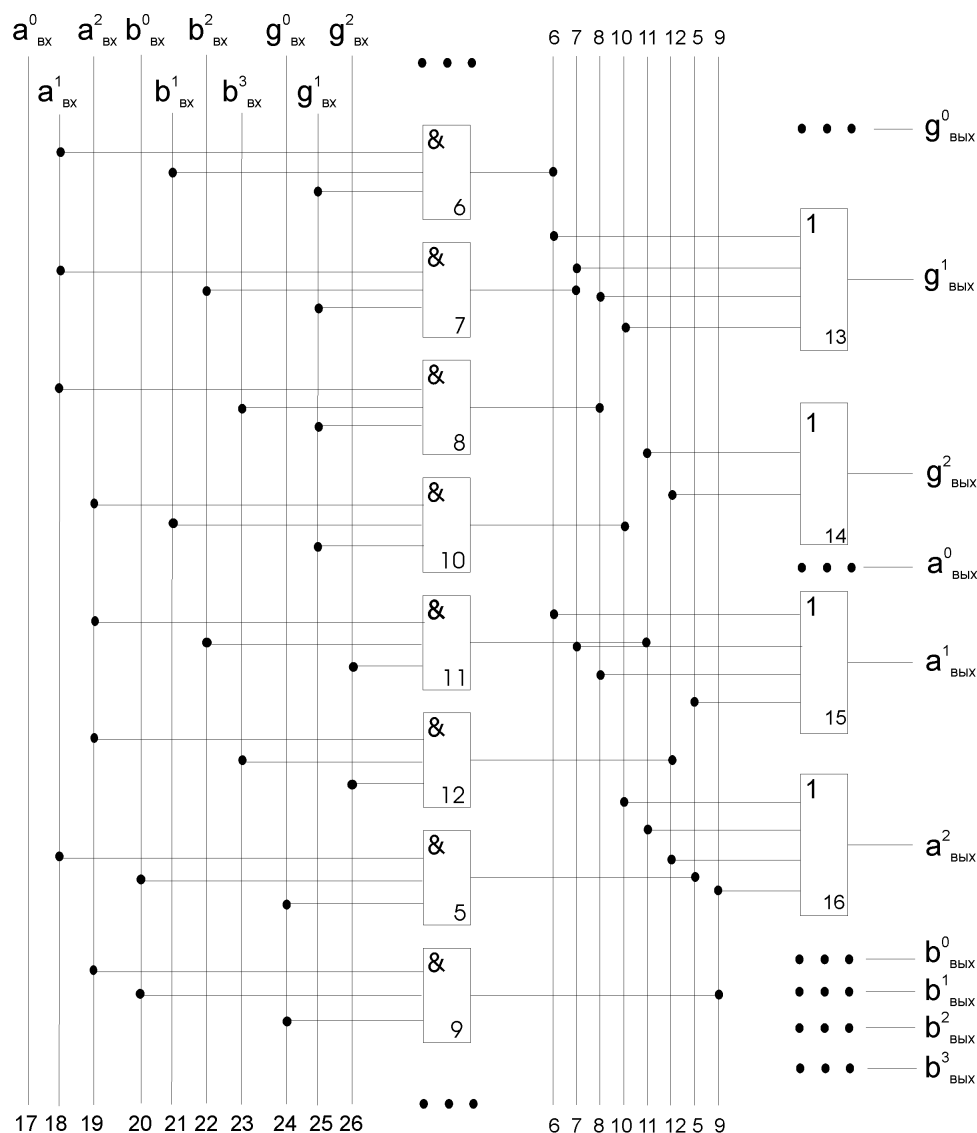 a⁰вх a²вх b⁰вх b²вх g⁰вх g²вх
a¹вх b¹вх b³вх g¹вх
6 7 8 10 11 12 5 9
& 6
& 7
& 8
& 10
& 11
& 12
& 5
& 9
g⁰вых
1 13 g¹вых
1 14 g²вых
a⁰вых
1 15 a¹вых
1 16 a²вых
b⁰вых
b¹вых
b²вых
b³вых
17 18 19 20 21 22 23 24 25 26
6 7 8 10 11 12 5 9